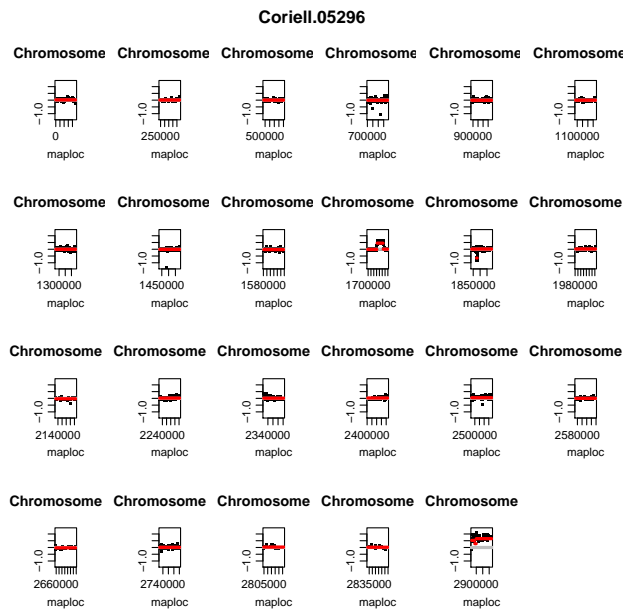 Coriell.05296
Chromosome Chromosome Chromosome Chromosome Chromosome Chromosome
−1.0 −1.0 −1.0 −1.0 −1.0 −1.0
0 250000 500000 700000 900000 1100000
maploc maploc maploc maploc maploc maploc
Chromosome Chromosome Chromosome Chromosome Chromosome Chromosome
−1.0 −1.0 −1.0 −1.0 −1.0 −1.0
1300000 1450000 1580000 1700000 1850000 1980000
maploc maploc maploc maploc maploc maploc
Chromosome Chromosome Chromosome Chromosome Chromosome Chromosome
−1.0 −1.0 −1.0 −1.0 −1.0 −1.0
2140000 2240000 2340000 2400000 2500000 2580000
maploc maploc maploc maploc maploc maploc
Chromosome Chromosome Chromosome Chromosome Chromosome
−1.0 −1.0 −1.0 −1.0 −1.0
2660000 2740000 2805000 2835000 2900000
maploc maploc maploc maploc maploc